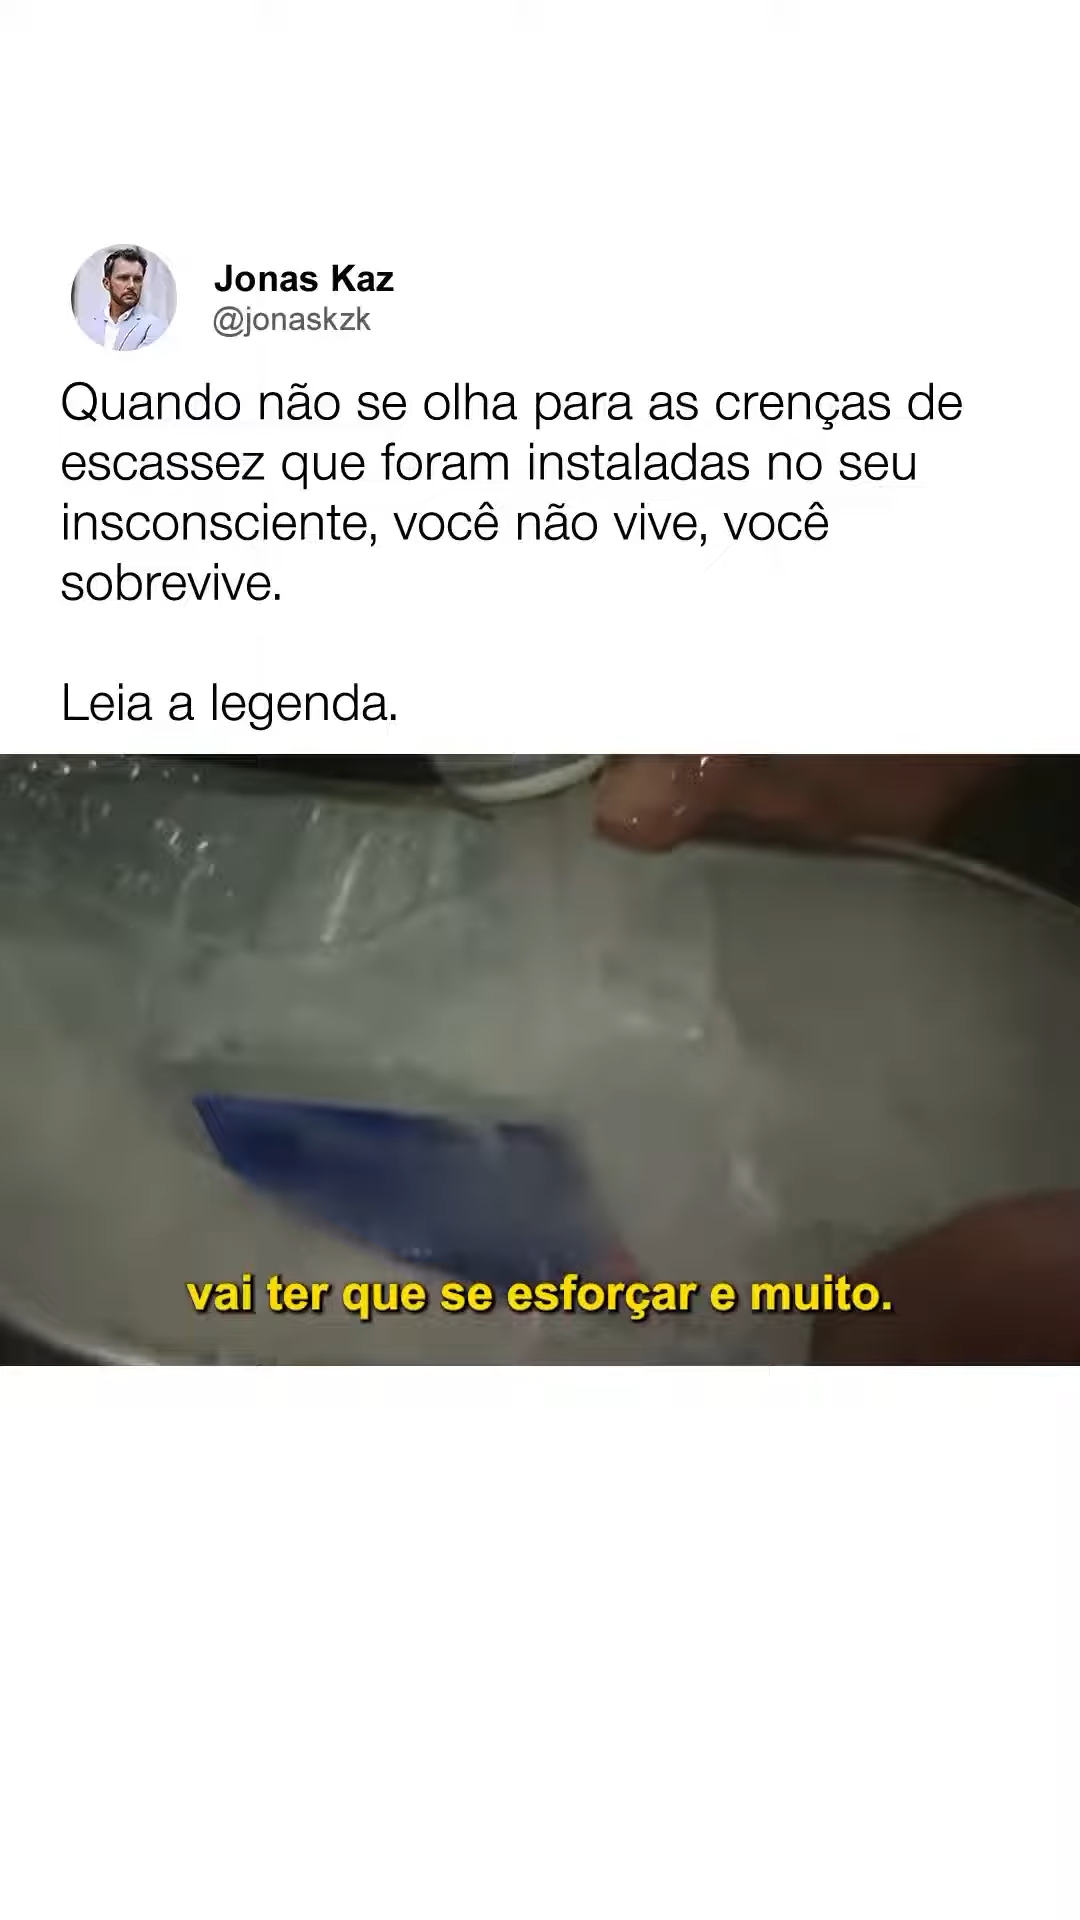 Jonas Kaz
@jonaskzk
Quando não se olha para as crenças de
escassez que foram instaladas no seu
insconsciente, você não vive, você
sobrevive.
Leia a legenda.
vai ter que se esforçar e muito.